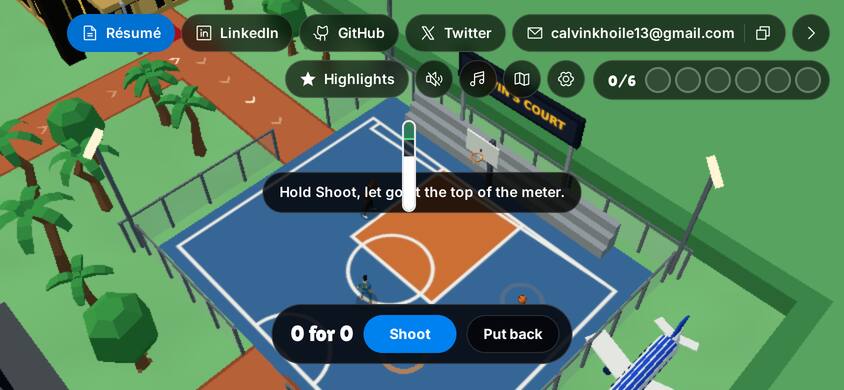 Résumé
LinkedIn
GitHub
Twitter
calvinkhoile13@gmail.com
Highlights
0/6
IN'S COURT
Hold Shoot, let go t the top of the meter.
0 for 0
Shoot
Put back